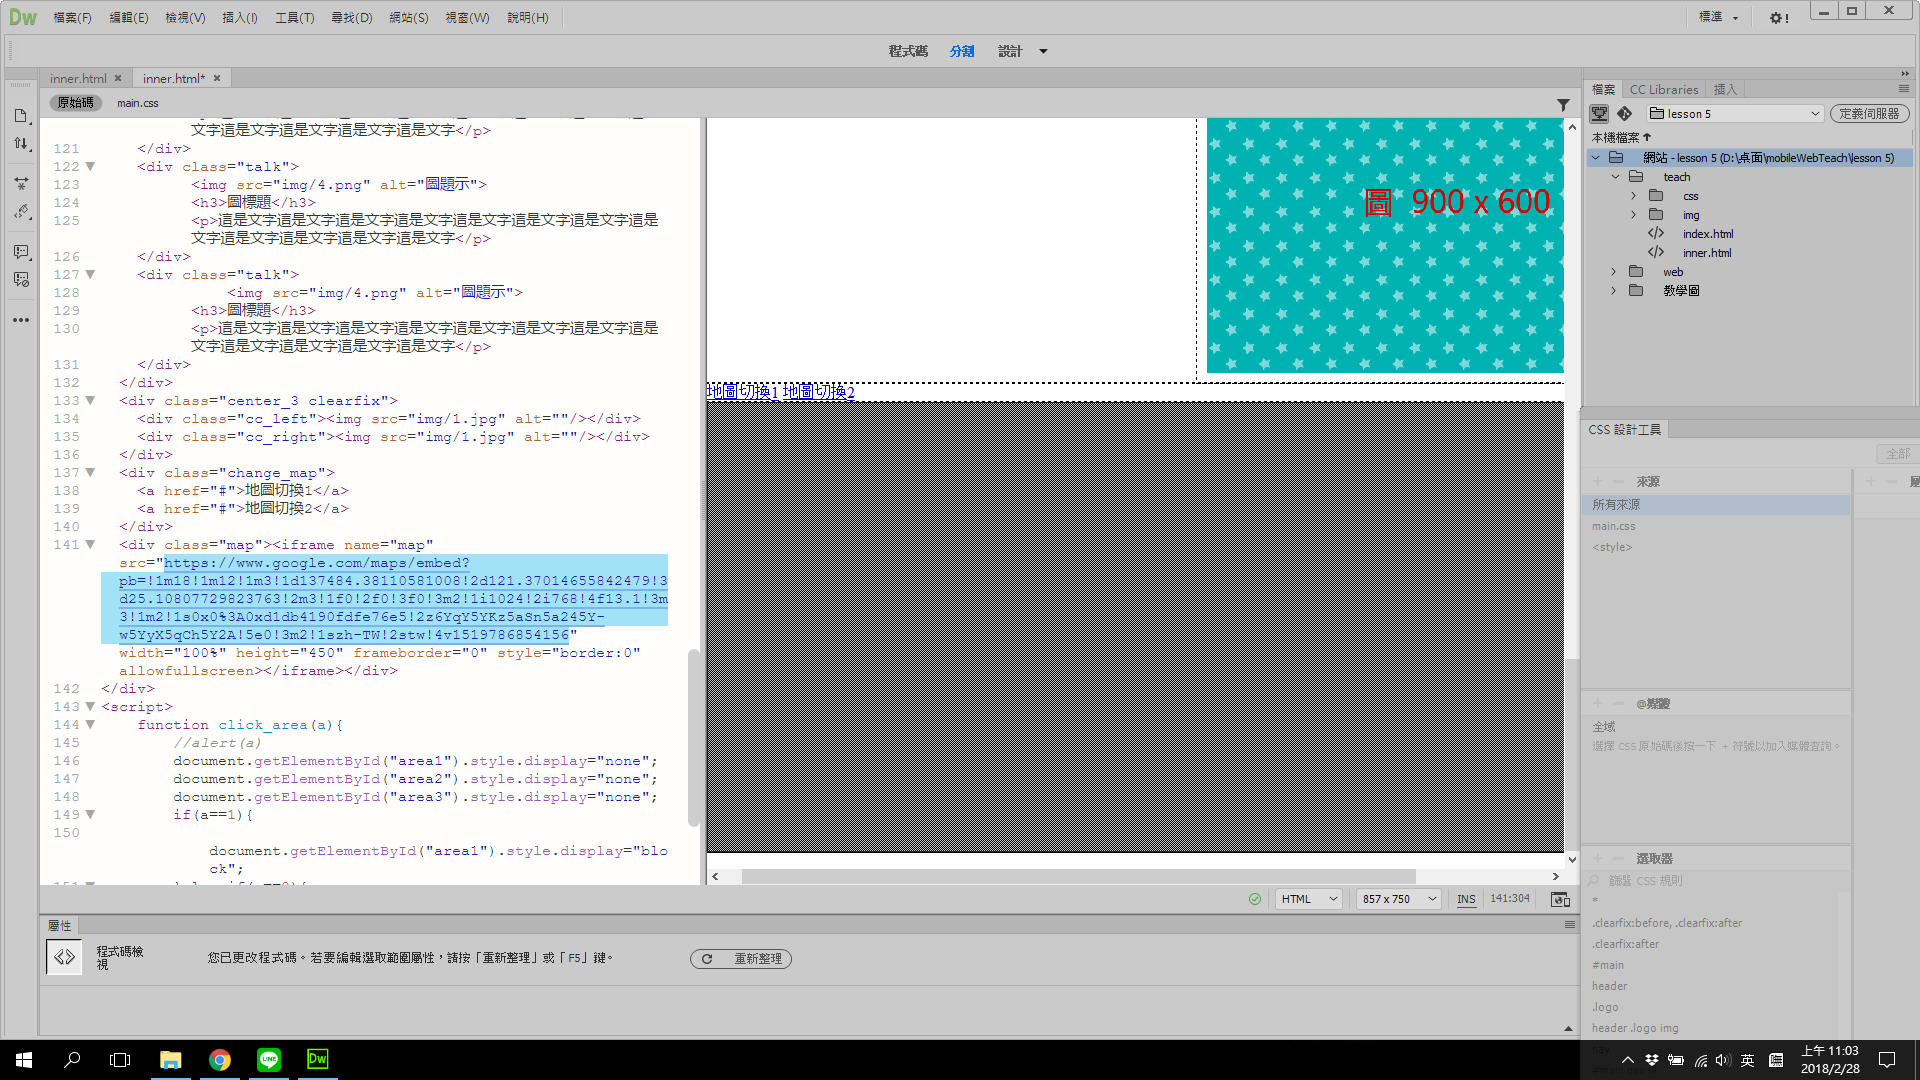 Dw 檔案(F) 編輯(E) 檢視(V) 插入(I) 工具(T) 尋找(D) 網站(S) 視窗(W) 說明(H) 標準
程式碼 分割 設計
inner.html inner.html*
原始碼 main.css
文字這是文字這是文字這是文字這是文字</p>
121 </div>
122 <div class="talk">
123 <img src="img/4.png" alt="圖題示">
124 <h3>圖標題</h3>
125 <p>這是文字這是文字這是文字這是文字這是文字這是文字這是文字這是
文字這是文字這是文字這是文字這是文字</p>
126 </div>
127 <div class="talk">
128 <img src="img/4.png" alt="圖題示">
129 <h3>圖標題</h3>
130 <p>這是文字這是文字這是文字這是文字這是文字這是文字這是文字這是
文字這是文字這是文字這是文字這是文字</p>
131 </div>
132 </div>
133 <div class="center_3 clearfix">
134 <div class="cc_left"><img src="img/1.jpg" alt=""/></div>
135 <div class="cc_right"><img src="img/1.jpg" alt=""/></div>
136 </div>
137 <div class="change_map">
138 <a href="#">地圖切換1</a>
139 <a href="#">地圖切換2</a>
140 </div>
141 <div class="map"><iframe name="map"
src="https://www.google.com/maps/embed?
pb=!1m18!1m12!1m3!1d137484.38110581008!2d121.37014655842479!3
d25.10807729823763!2m3!1f0!2f0!3f0!3m2!1i1024!2i768!4f13.1!3m
3!1m2!1s0x0%3A0xd1db4190fdfe76e5!2z6YqY5YKz5aSn5a245Y-
w5YyX5qCh5Y2A!5e0!3m2!1szh-TW!2stw!4v1519786854156"
width="100%" height="450" frameborder="0" style="border:0"
allowfullscreen></iframe></div>
142 </div>
143 <script>
144 function click_area(a){
145 //alert(a)
146 document.getElementById("area1").style.display="none";
147 document.getElementById("area2").style.display="none";
148 document.getElementById("area3").style.display="none";
149 if(a==1){
150
document.getElementById("area1").style.display="blo
ck";
圖 900 x 600
地圖切換1 地圖切換2
HTML 857 x 750 INS 141:304
屬性
程式碼檢
視
您已更改程式碼。若要編輯選取範圍屬性，請按「重新整理」或「F5」鍵。 重新整理
檔案 CC Libraries 插入
lesson 5 定義伺服器
本機檔案
網站 - lesson 5 (D:\桌面\mobileWebTeach\lesson 5)
teach
css
img
index.html
inner.html
web
教學圖
CSS 設計工具
全部
來源
所有來源
main.css
<style>
@媒體
全域
選擇 CSS 原始碼後按一下 + 符號以加入媒體查詢。
選取器
篩選 CSS 規則
*
.clearfix:before, .clearfix:after
.clearfix:after
#main
header
.logo
header .logo img
Dw
英
上午 11:03
2018/2/28